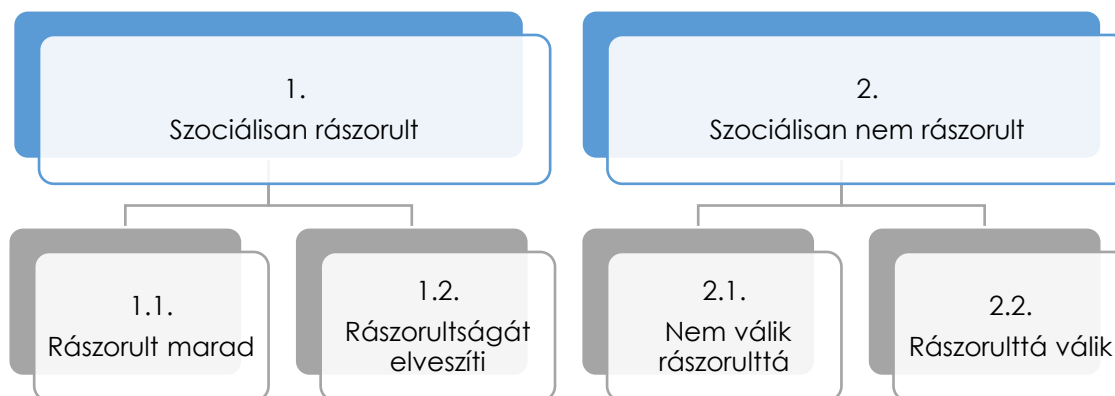 1.
Szociálisan rászorult
2.
Szociálisan nem rászorult
1.1.
Rászorult marad
1.2.
Rászorultságát
elveszíti
2.1.
Nem válik
rászorulttá
2.2.
Rászorulttá válik